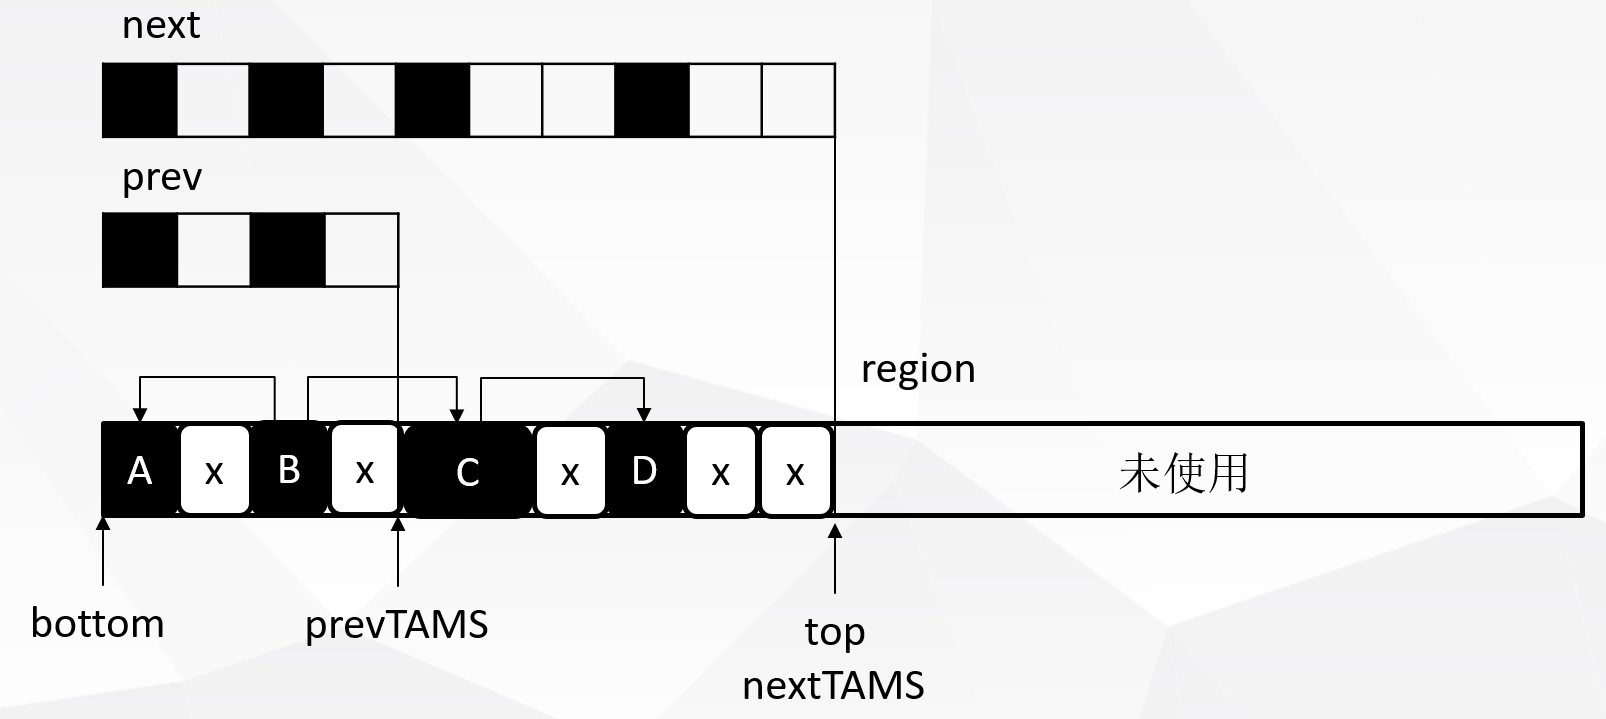 next
prev
region
A x B x C x D x x 未使用
bottom
prevTAMS
top
nextTAMS